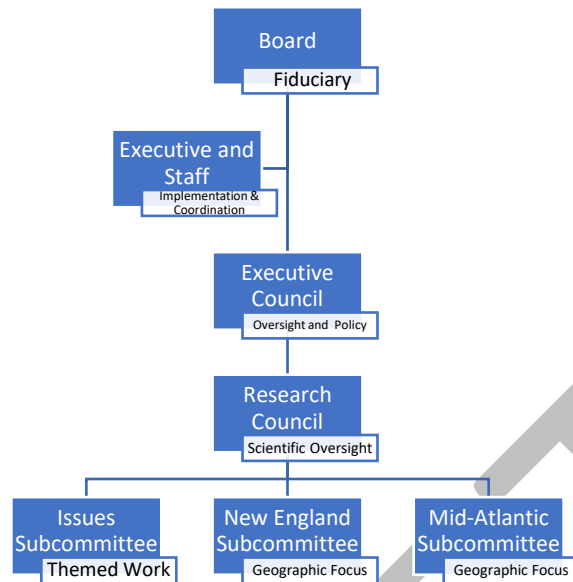 Board
Fiduciary
Executive and
Staff
Implementation &
Coordination
Executive
Council
Oversight and Policy
Research
Council
Scientific Oversight
Issues
Subcommittee
Themed Work
New England
Subcommittee
Geographic Focus
Mid-Atlantic
Subcommittee
Geographic Focus